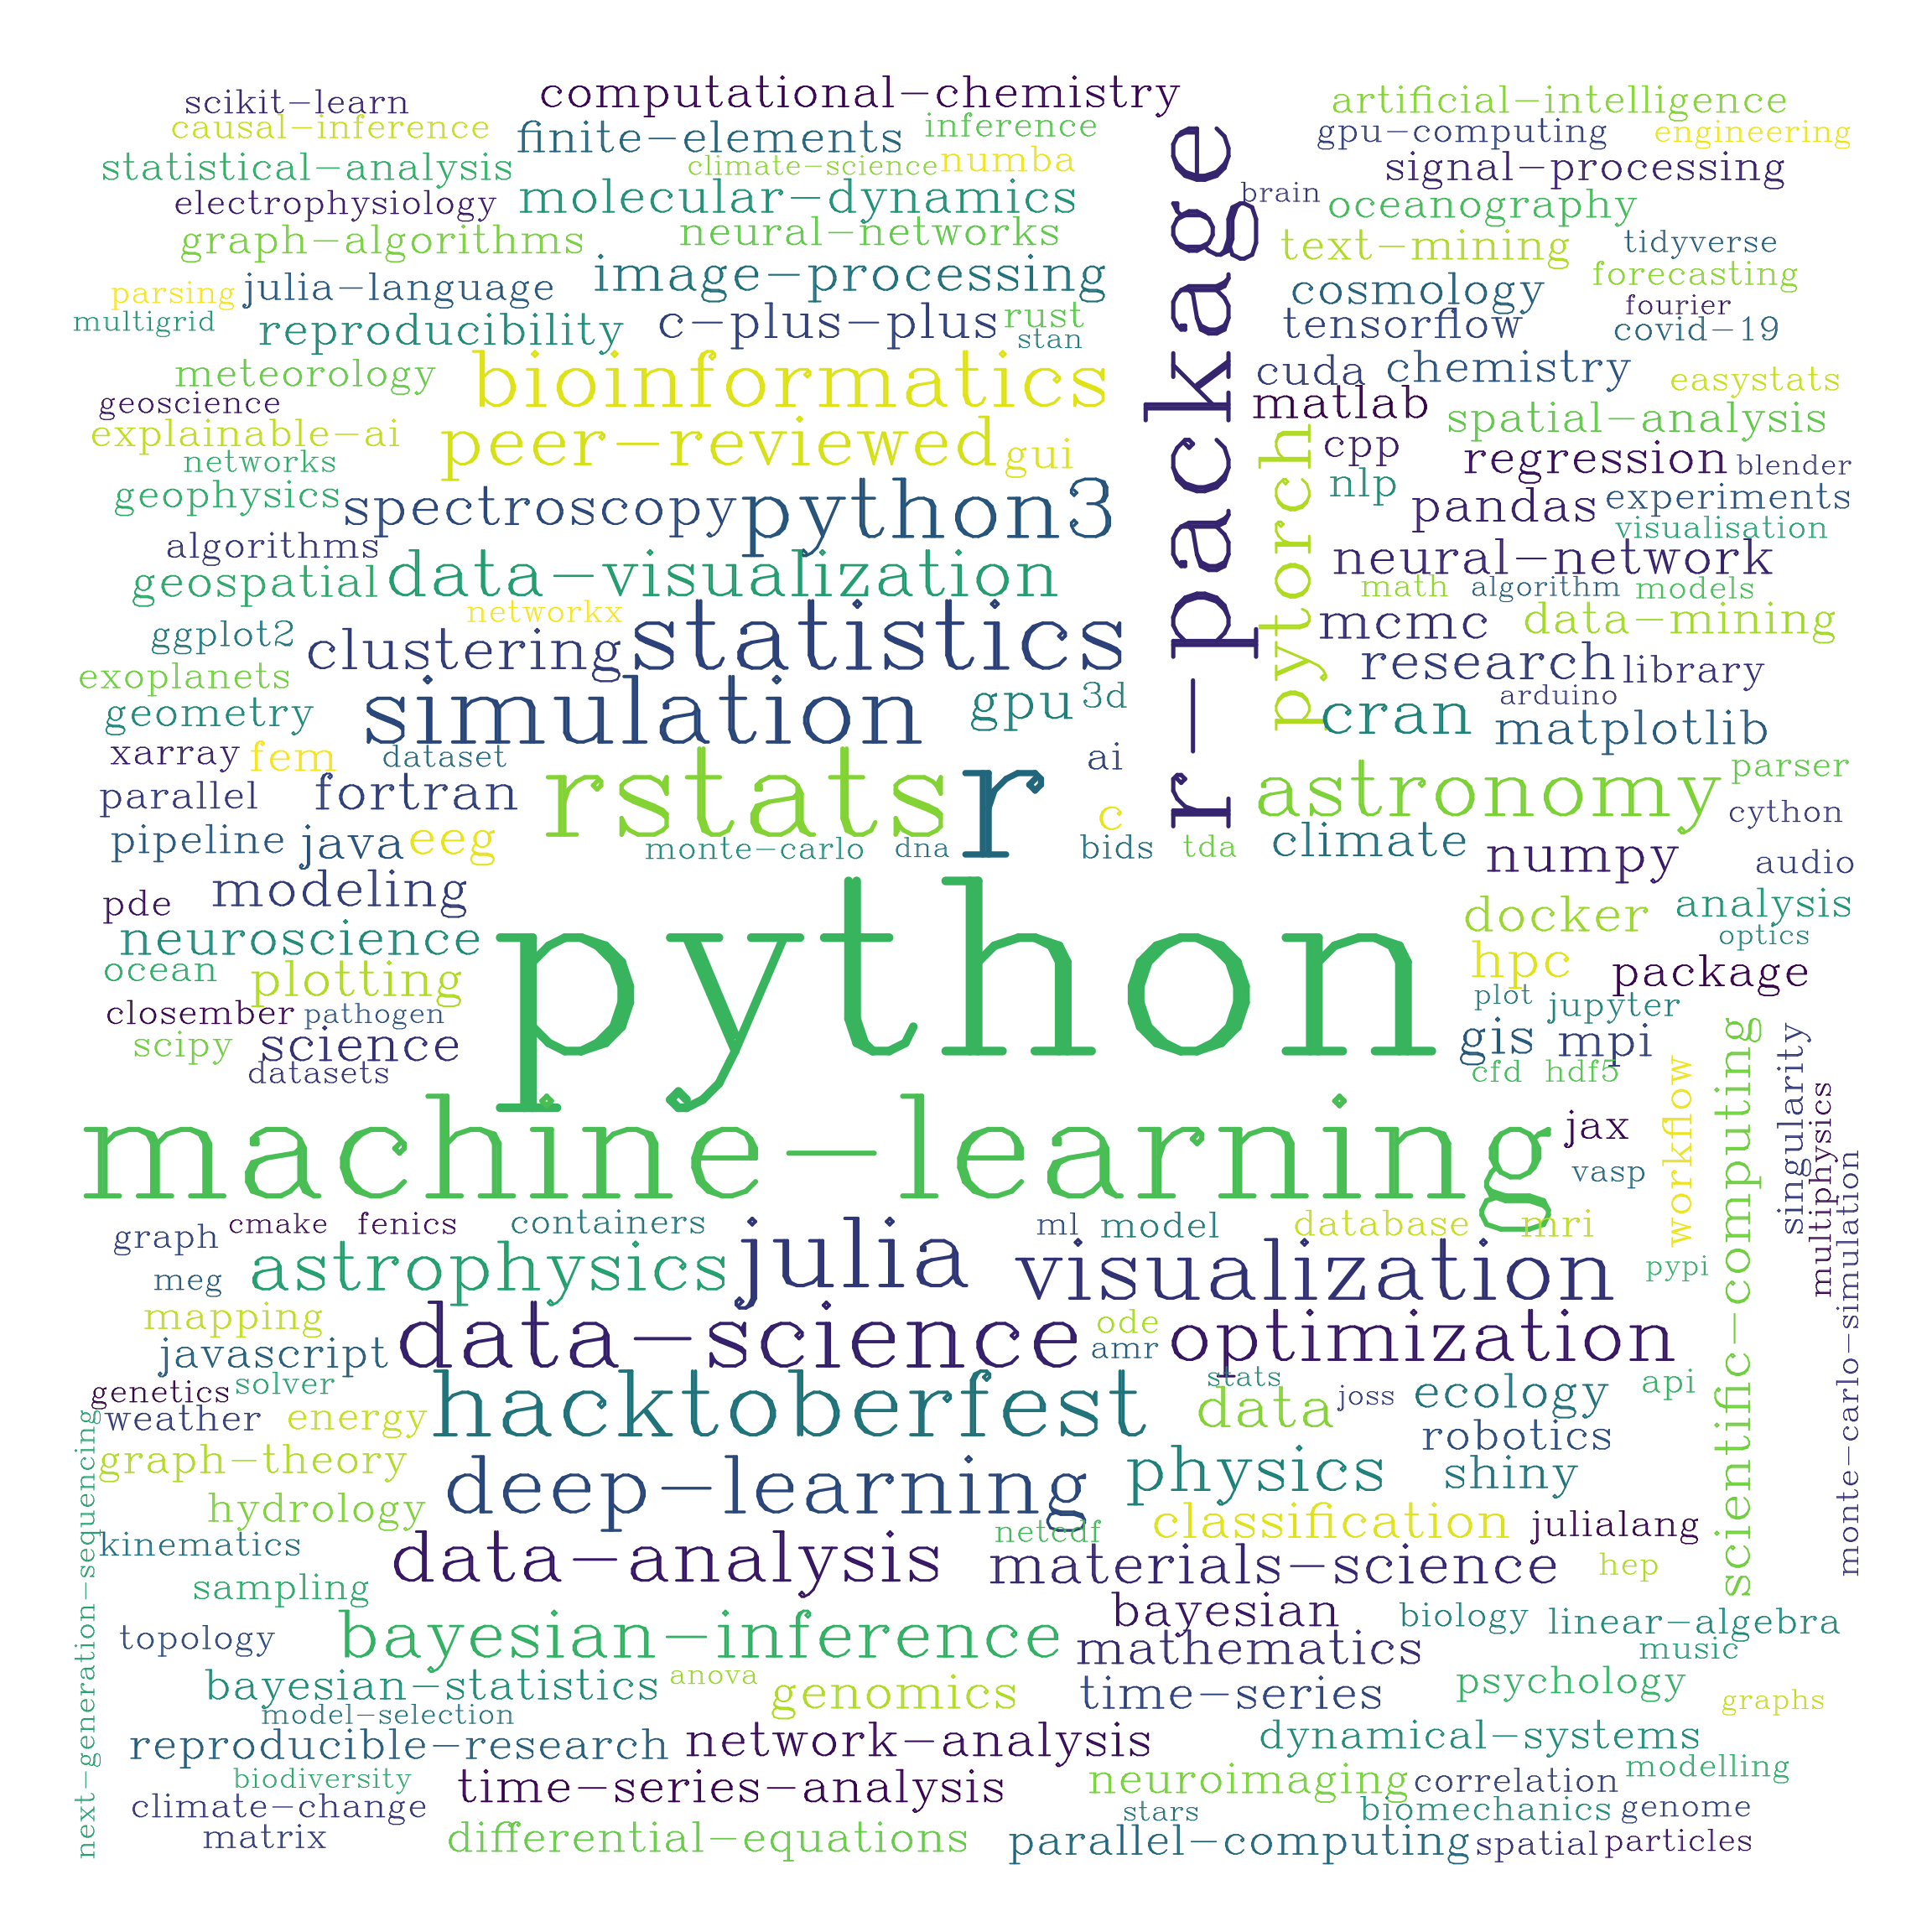 computational-chemistry
scikit-learn
artificial-intelligence
causal-inference
finite-elements
inference
gpu-computing
engineering
statistical-analysis
climate-science
numba
signal-processing
electrophysiology
molecular-dynamics
brain
oceanography
graph-algorithms
neural-networks
text-mining
tidyverse
parsing
julia-language
image-processing
cosmology
forecasting
fourier
multigrid
reproducibility
c-plus-plus
rust
stan
tensorflow
covid-19
r-package
meteorology
bioinformatics
cuda
chemistry
easystats
geoscience
matlab
spatial-analysis
explainable-ai
peer-reviewed
gui
pytorch
cpp
regression
blender
networks
nlp
geophysics
spectroscopy
python3
pandas
experiments
visualisation
algorithms
neural-network
geospatial
data-visualization
math
algorithm
models
networkx
ggplot2
clustering
statistics
mcmc
data-mining
exoplanets
research
library
geometry
simulation
gpu
3d
arduino
cran
matplotlib
xarray
fem
dataset
ai
parser
parallel
fortran
rstats
r
astronomy
c
cython
pipeline
java
eeg
monte-carlo
dna
bids
tda
climate
numpy
audio
modeling
pde
docker
analysis
neuroscience
python
optics
ocean
plotting
hpc
package
closember
pathogen
plot
jupyter
scipy
science
gis
mpi
datasets
cfd
hdf5
workflow
scientific-computing
singularity
multiphysics
monte-carlo-simulation
machine-learning
jax
vasp
graph
cmake
fenics
containers
ml
model
database
mri
meg
astrophysics
julia
visualization
pypi
mapping
data-science
ode
optimization
javascript
amr
genetics
solver
stats
joss
ecology
api
weather
energy
hacktoberfest
data
robotics
next-generation-sequencing
graph-theory
deep-learning
physics
shiny
hydrology
classification
julialang
kinematics
netcdf
data-analysis
materials-science
hep
sampling
bayesian
biology
linear-algebra
topology
bayesian-inference
mathematics
music
bayesian-statistics
anova
genomics
time-series
psychology
graphs
model-selection
reproducible-research
network-analysis
dynamical-systems
biodiversity
time-series-analysis
neuroimaging
correlation
modelling
climate-change
stars
biomechanics
genome
matrix
differential-equations
parallel-computing
spatial
particles